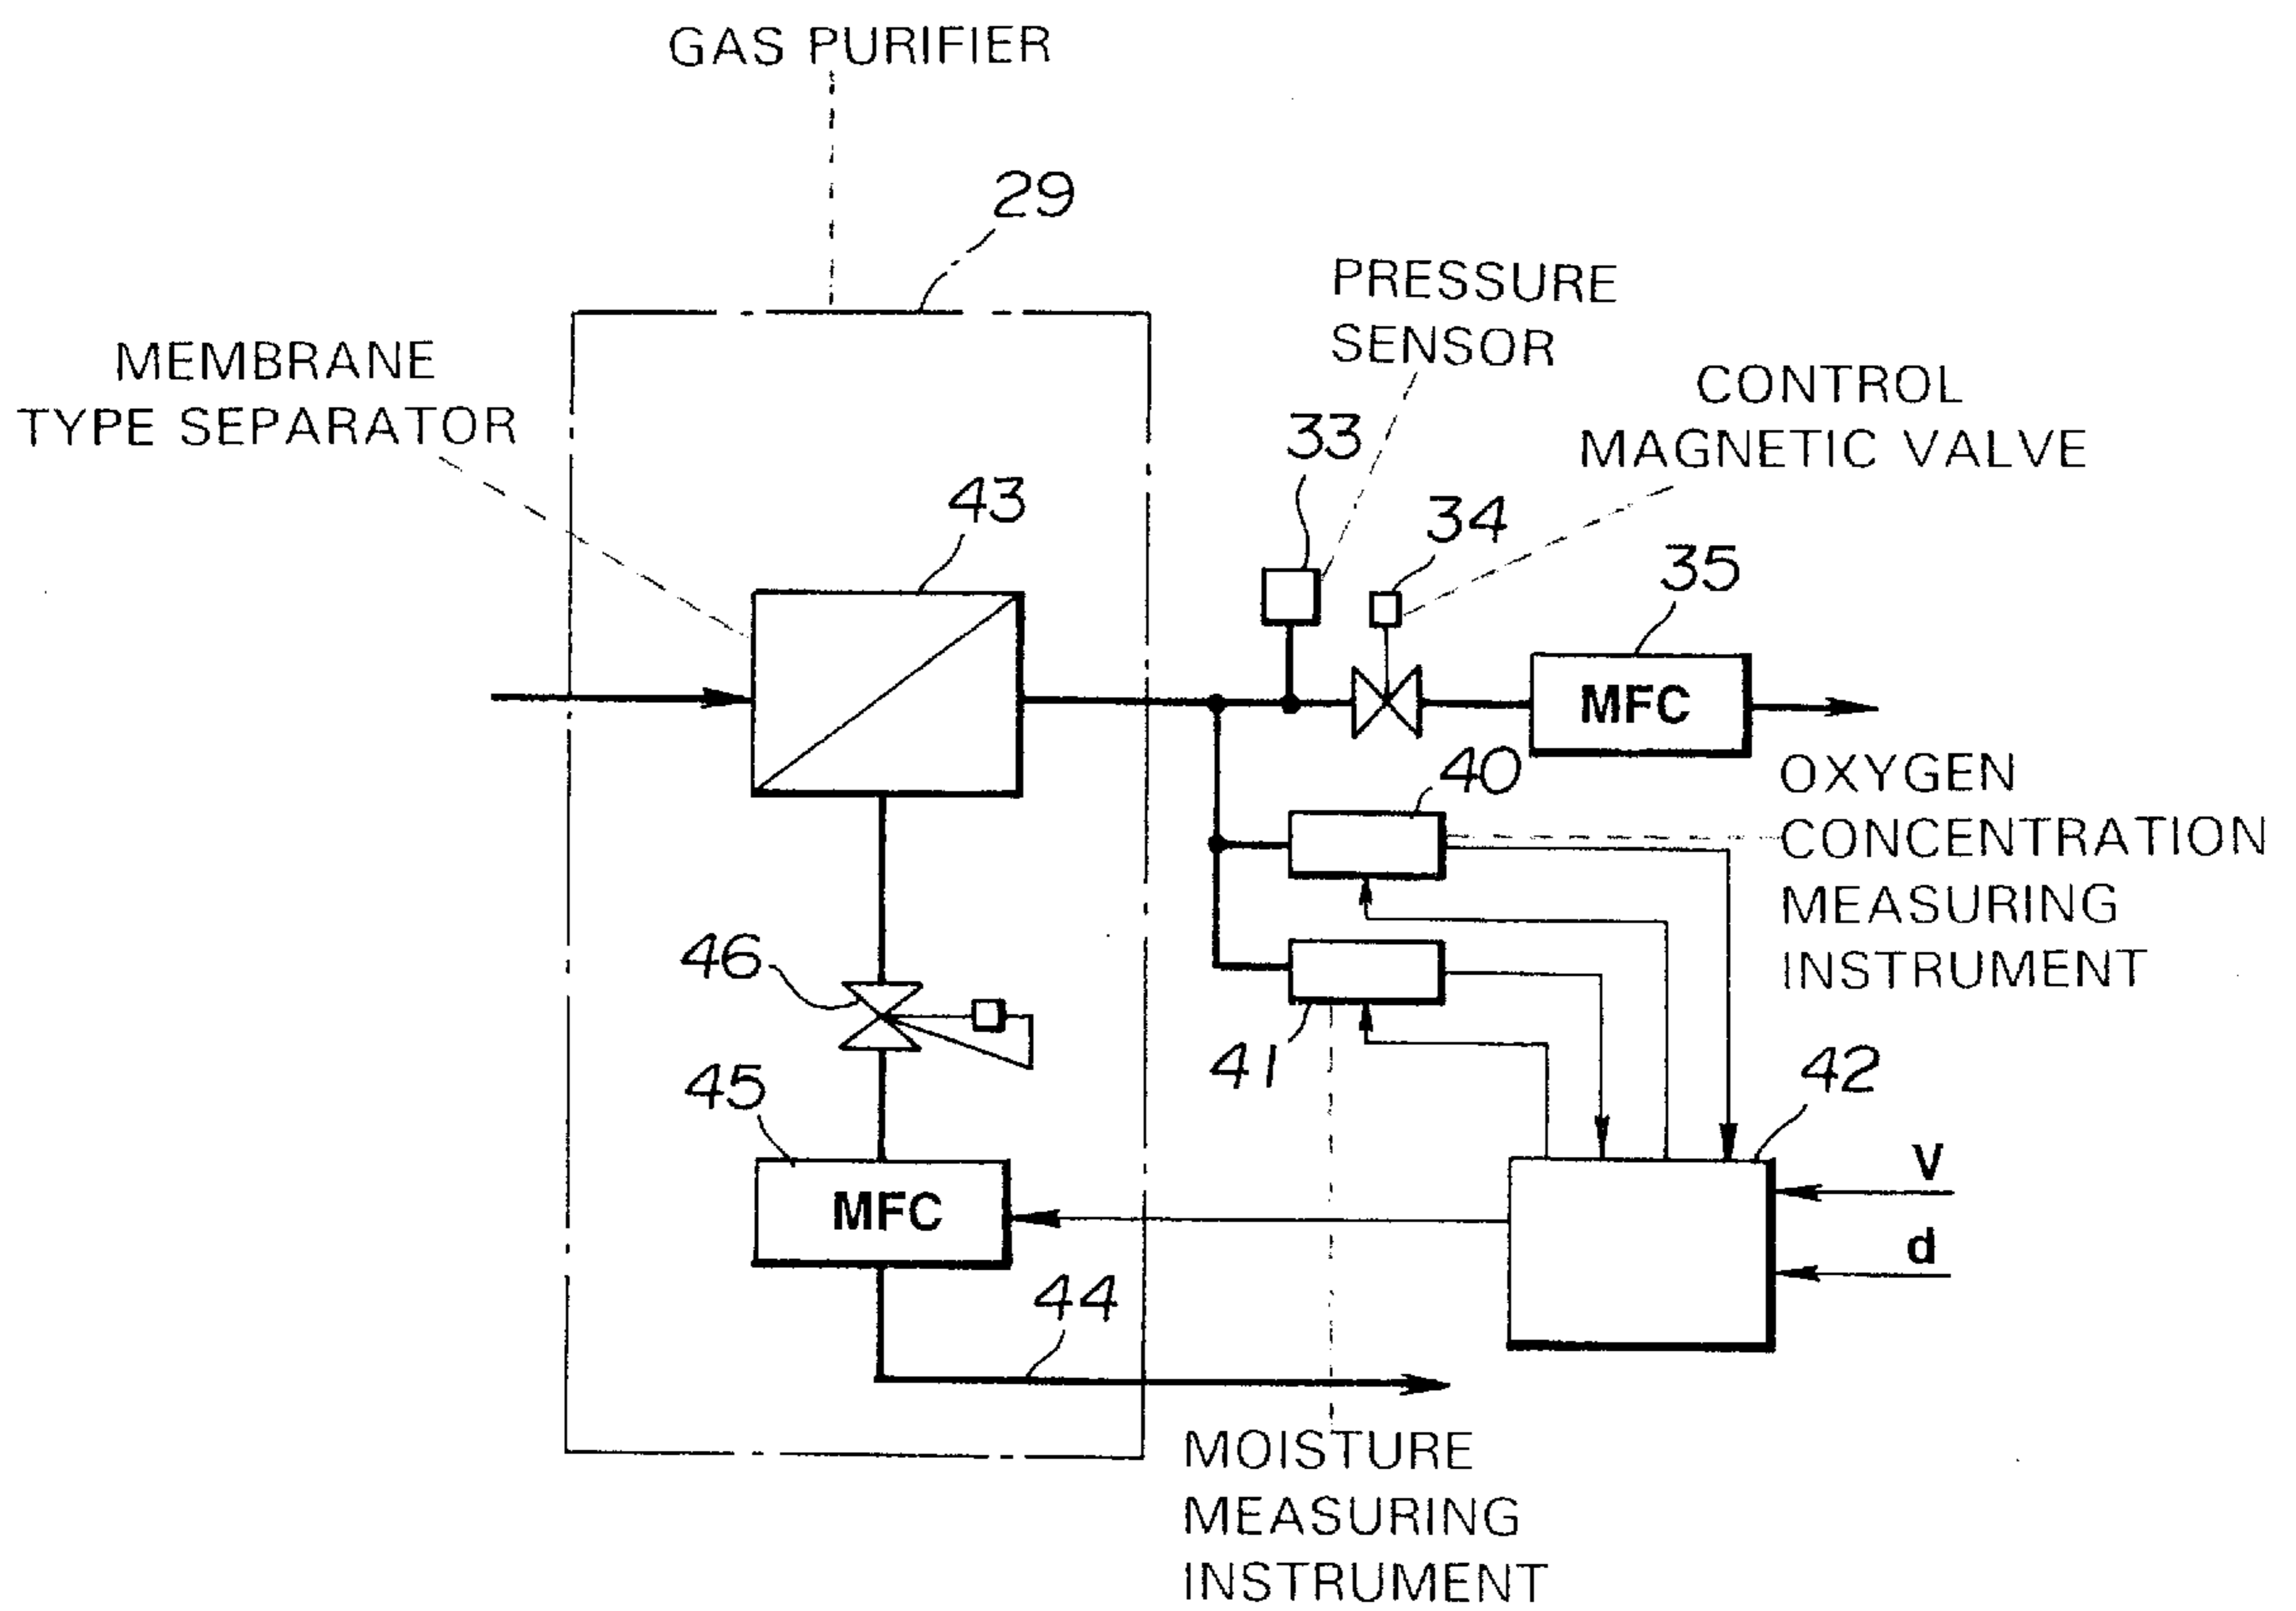 GAS PURIFIER
29
PRESSURE
SENSOR
MEMBRANE
TYPE SEPARATOR
CONTROL
MAGNETIC VALVE
33
43
34
35
MFC
40
OXYGEN
CONCENTRATION
MEASURING
INSTRUMENT
46
41
42
45
V
MFC
d
44
MOISTURE
MEASURING
INSTRUMENT